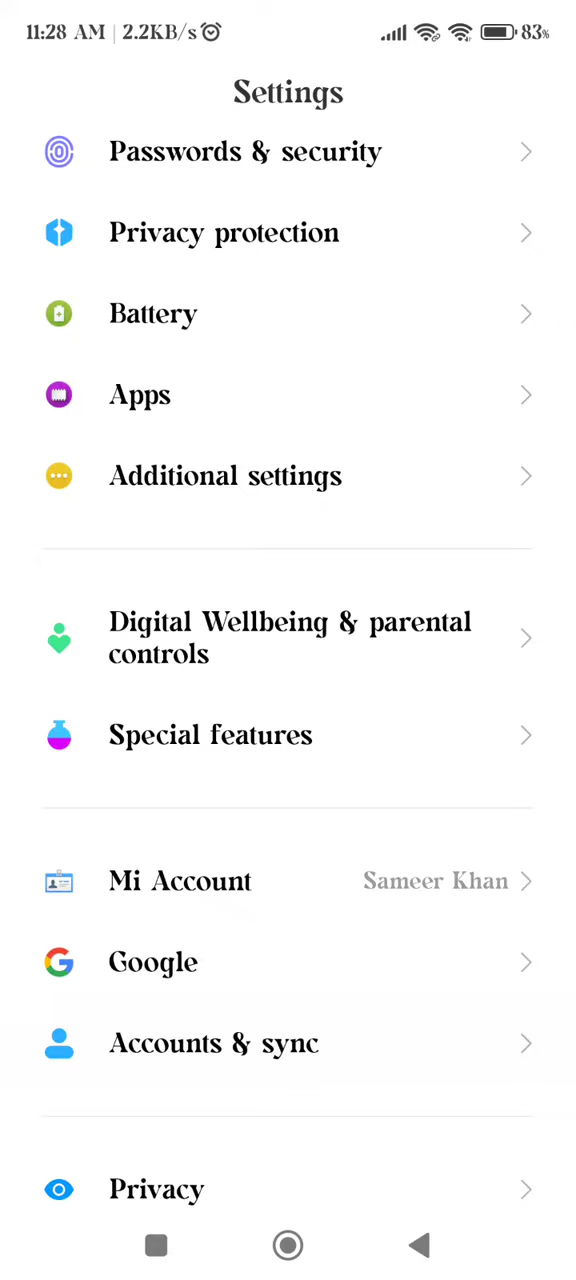 11:28 AM | 2.2KB/s 83%
Settings
Passwords & security
Privacy protection
Battery
Apps
Additional settings
Digital Wellbeing & parental
controls
Special features
Mi Account Sameer Khan
Google
Accounts & sync
Privacy